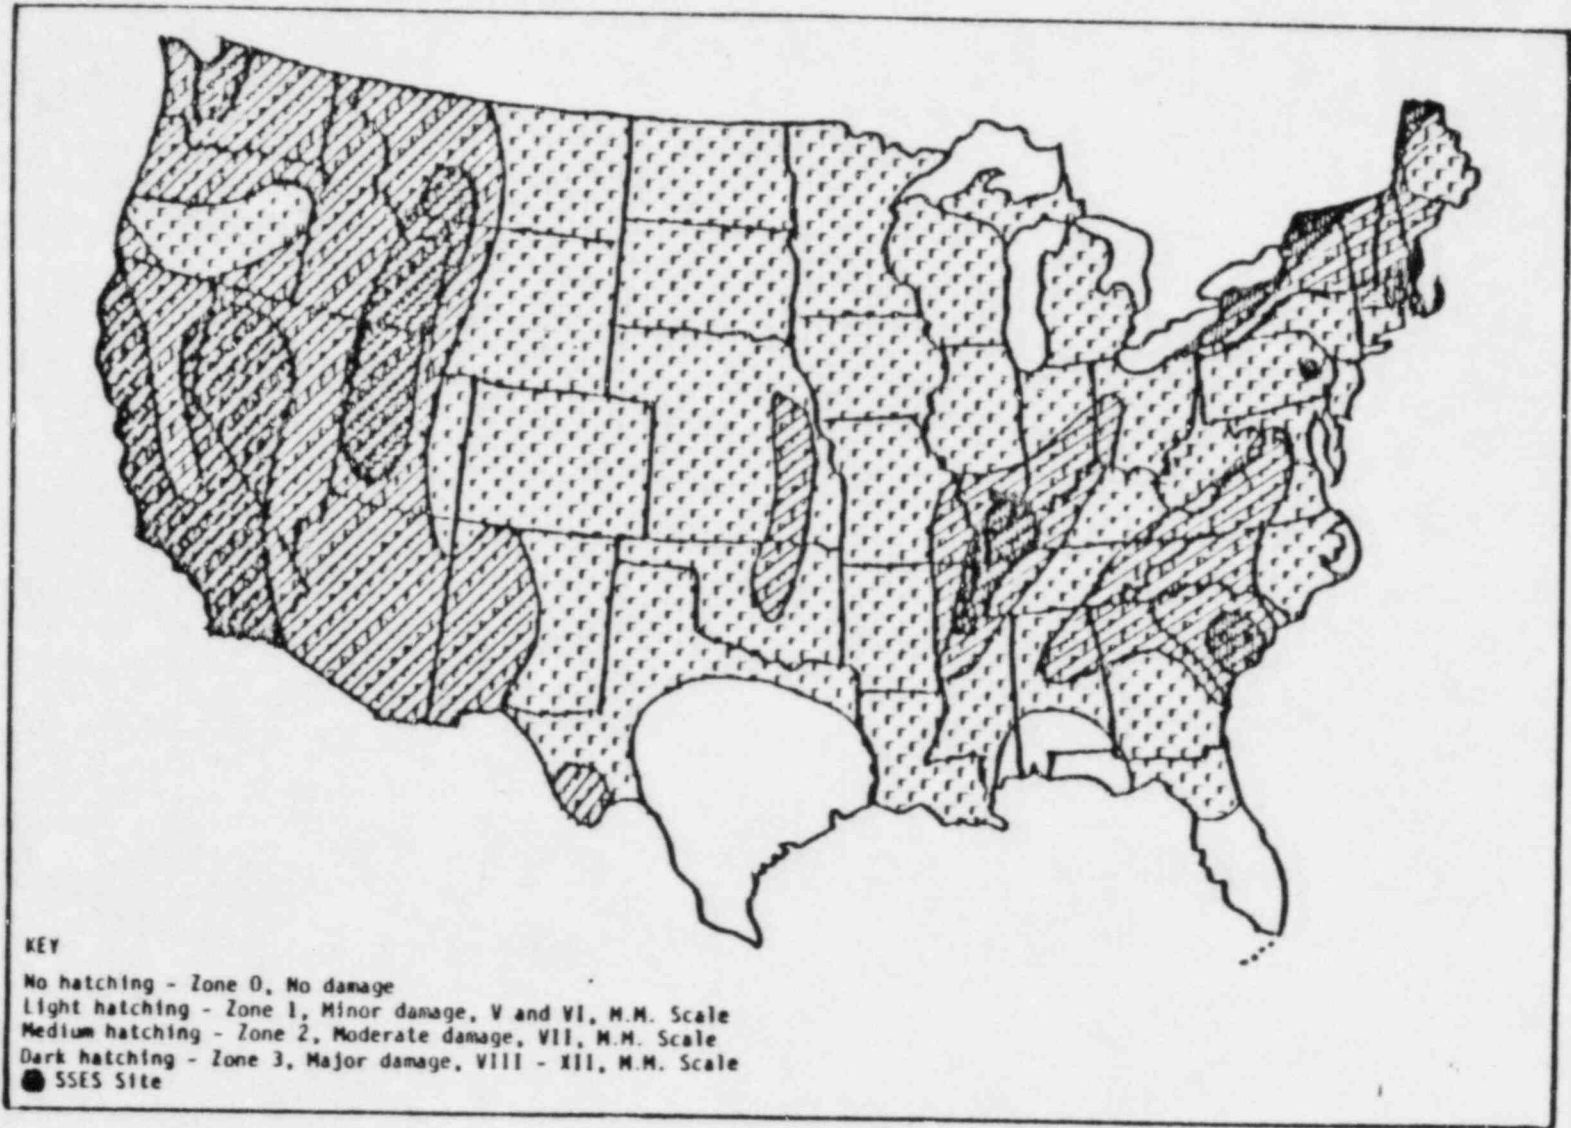 KEY
No hatching - Zone 0, No damage
Light hatching - Zone 1, Minor damage, V and VI, M.M. Scale
Medium hatching - Zone 2, Moderate damage, VII, M.M. Scale
Dark hatching - Zone 3, Major damage, VIII - XII, M.M. Scale
SSES Site